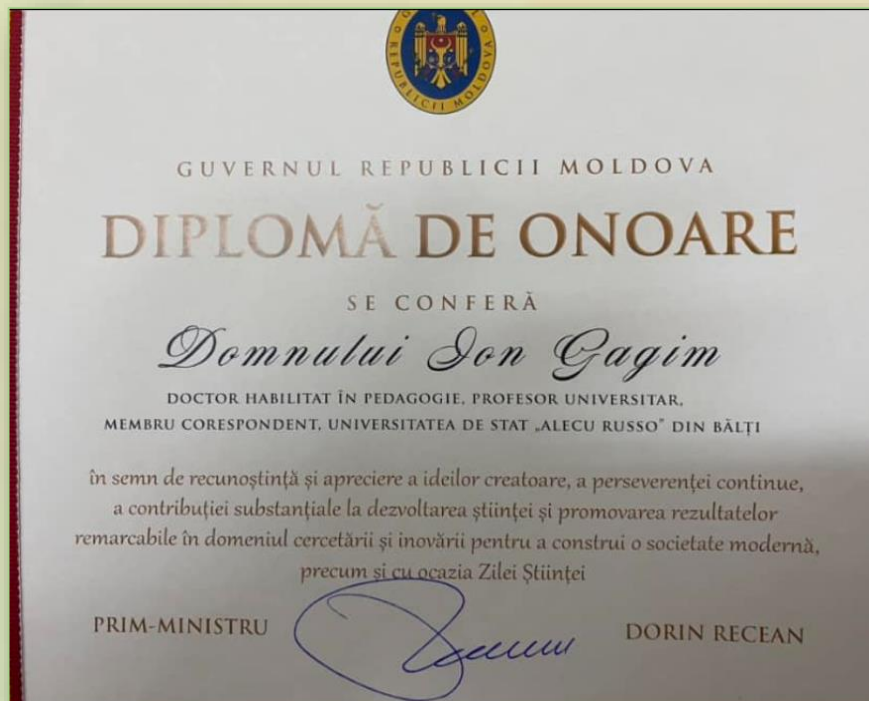 REPUBLICII MOLDOVA
GUVERNUL REPUBLICII MOLDOVA
DIPLOMĂ DE ONOARE
SE CONFERĂ
Domnului Ion Gagim
DOCTOR HABILITAT ÎN PEDAGOGIE, PROFESOR UNIVERSITAR,
MEMBRU CORESPONDENT, UNIVERSITATEA DE STAT „ALECU RUSSO” DIN BĂLȚI
în semn de recunoștință și apreciere a ideilor creatoare, a perseverenței continue,
a contribuției substanțiale la dezvoltarea științei și promovarea rezultatelor
remarcabile în domeniul cercetării și inovării pentru a construi o societate modernă,
precum și cu ocazia Zilei Științei
PRIM-MINISTRU
DORIN RECEAN